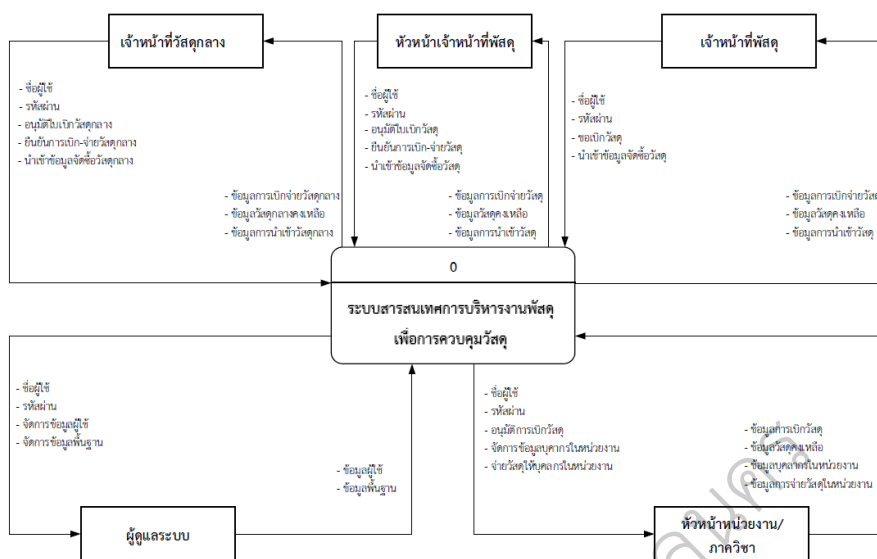 เจ้าหน้าที่วัสดุกลาง
หัวหน้าเจ้าหน้าที่พัสดุ
เจ้าหน้าที่พัสดุ
- ชื่อผู้ใช้
- รหัสผ่าน
- อนุมัติใบเบิกวัสดุกลาง
- ยืนยันการเบิก-จ่ายวัสดุกลาง
- นำเข้าข้อมูลจัดซื้อวัสดุกลาง
- ชื่อผู้ใช้
- รหัสผ่าน
- อนุมัติใบเบิกวัสดุ
- ยืนยันการเบิก-จ่ายวัสดุ
- นำเข้าข้อมูลจัดซื้อวัสดุ
- ชื่อผู้ใช้
- รหัสผ่าน
- ขอเบิกวัสดุ
- นำเข้าข้อมูลจัดซื้อวัสดุ
- ข้อมูลการเบิกจ่ายวัสดุกลาง
- ข้อมูลวัสดุกลางคงเหลือ
- ข้อมูลการนำเข้าวัสดุกลาง
- ข้อมูลการเบิกจ่ายวัสดุ
- ข้อมูลวัสดุคงเหลือ
- ข้อมูลการนำเข้าวัสดุ
- ข้อมูลการเบิกจ่ายวัสดุ
- ข้อมูลวัสดุคงเหลือ
- ข้อมูลการนำเข้าวัสดุ
0
ระบบสารสนเทศการบริหารงานพัสดุ
เพื่อการควบคุมวัสดุ
- ชื่อผู้ใช้
- รหัสผ่าน
- จัดการข้อมูลผู้ใช้
- จัดการข้อมูลพื้นฐาน
- ข้อมูลผู้ใช้
- ข้อมูลพื้นฐาน
- ชื่อผู้ใช้
- รหัสผ่าน
- อนุมัติการเบิกวัสดุ
- จัดการข้อมูลบุคากรในหน่วยงาน
- จ่ายวัสดุให้บุคลกรในหน่วยงาน
- ข้อมูลการเบิกวัสดุ
- ข้อมูลวัสดุคงเหลือ
- ข้อมูลบุคลากรในหน่วยงาน
- ข้อมูลการจ่ายวัสดุในหน่วยงาน
ผู้ดูแลระบบ
หัวหน้าหน่วยงาน/
ภาควิชา